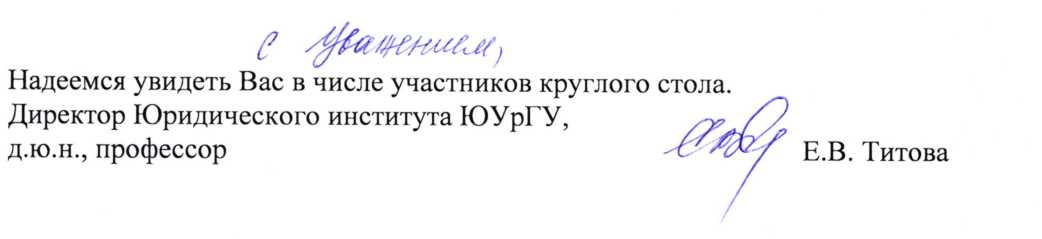 с Уважением,
Надеемся увидеть Вас в числе участников круглого стола.
Директор Юридического института ЮУрГУ,
д.ю.н., профессор Е.В. Титова